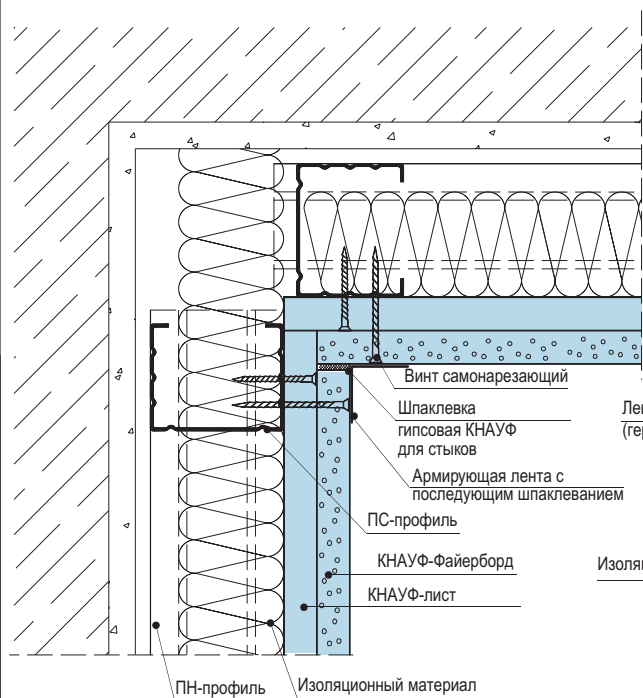 Винт самонарезающий
Шпаклевка
гипсовая КНАУФ
для стыков
Армирующая лента с
последующим шпаклеванием
ПС-профиль
КНАУФ-Файерборд
КНАУФ-лист
ПН-профиль
Изоляционный материал